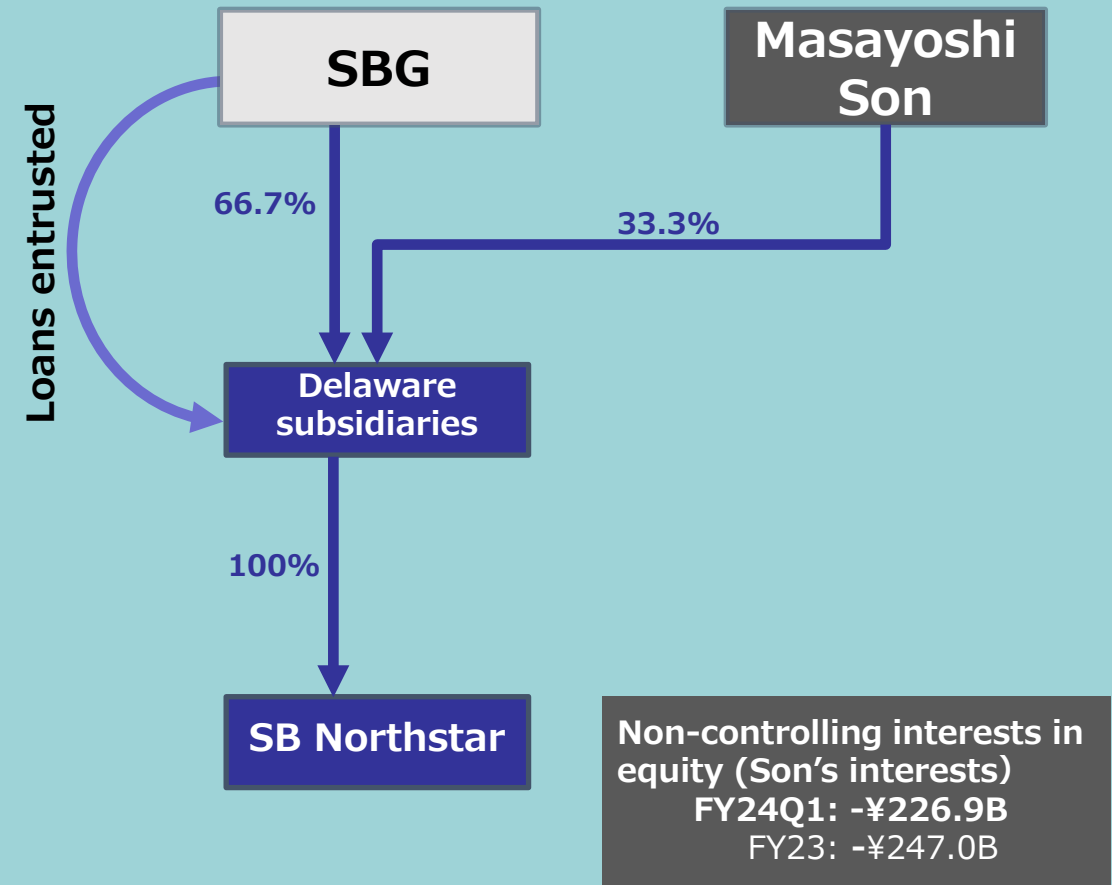 SBG
Masayoshi
Son
Loans entrusted
66.7%
33.3%
Delaware
subsidiaries
100%
SB Northstar
Non-controlling interests in
equity (Son’s interests)
FY24Q1: -¥226.9B
FY23: -¥247.0B